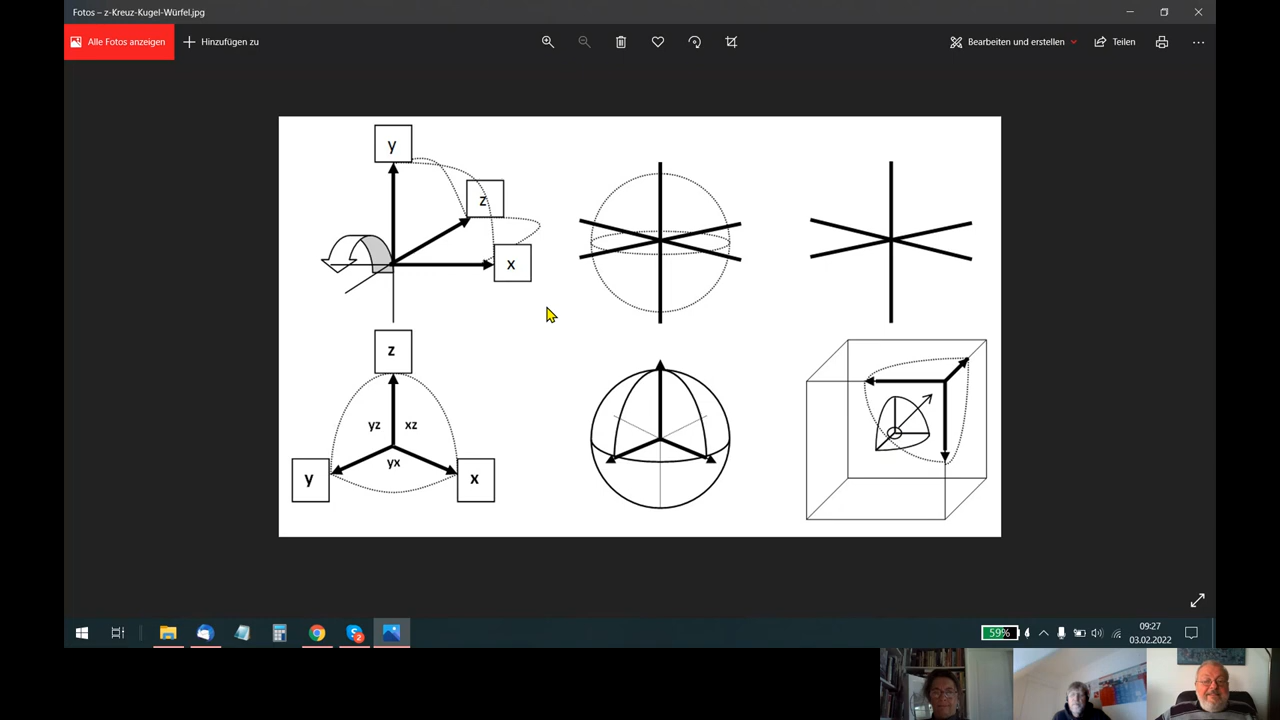 Fotos – z-Kreuz-Kugel-Würfel.jpg
Alle Fotos anzeigen
Hinzufügen zu
Bearbeiten und erstellen
Teilen
y
z
x
z
yz xz
yx
y
x
59%
09:27
03.02.2022